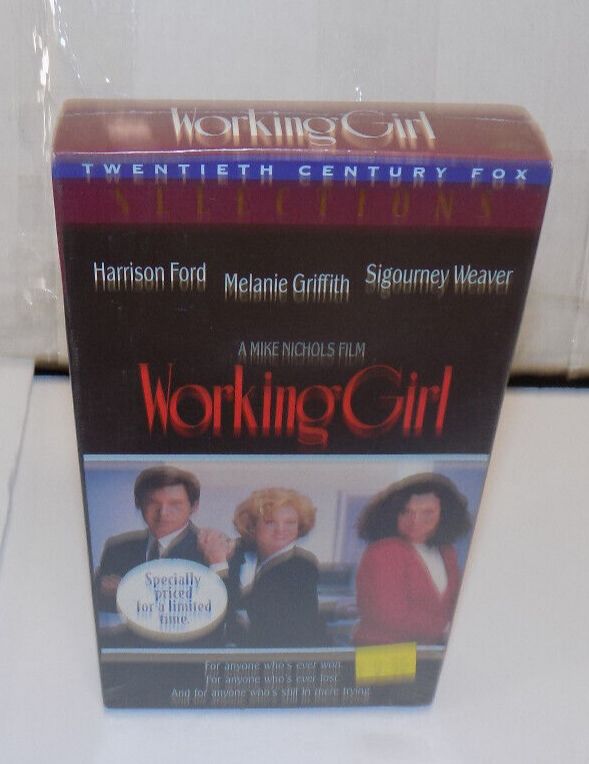 Working Girl
TWENTIETH CENTURY FOX
SELECTIONS
Harrison Ford Melanie Griffith Sigourney Weaver
A MIKE NICHOLS FILM
Working Girl
Specially
priced
for a limited
time.
For anyone who's ever won.
For anyone who's ever lost.
And for anyone who's still in there trying.